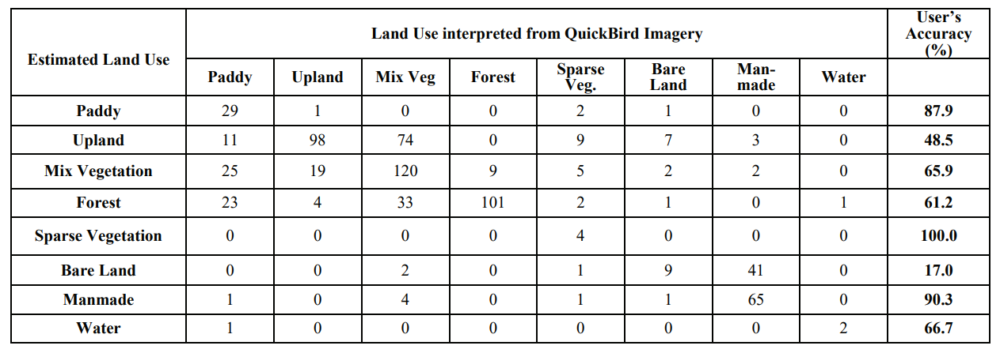 Estimated Land Use Land Use interpreted from QuickBird Imagery User's Accuracy (%)
Paddy Upland Mix Veg Forest Sparse Veg. Bare Land Man-made Water
Paddy 29 1 0 0 2 1 0 0 87.9
Upland 11 98 74 0 9 7 3 0 48.5
Mix Vegetation 25 19 120 9 5 2 2 0 65.9
Forest 23 4 33 101 2 1 0 1 61.2
Sparse Vegetation 0 0 0 0 4 0 0 0 100.0
Bare Land 0 0 2 0 1 9 41 0 17.0
Manmade 1 0 4 0 1 1 65 0 90.3
Water 1 0 0 0 0 0 0 2 66.7